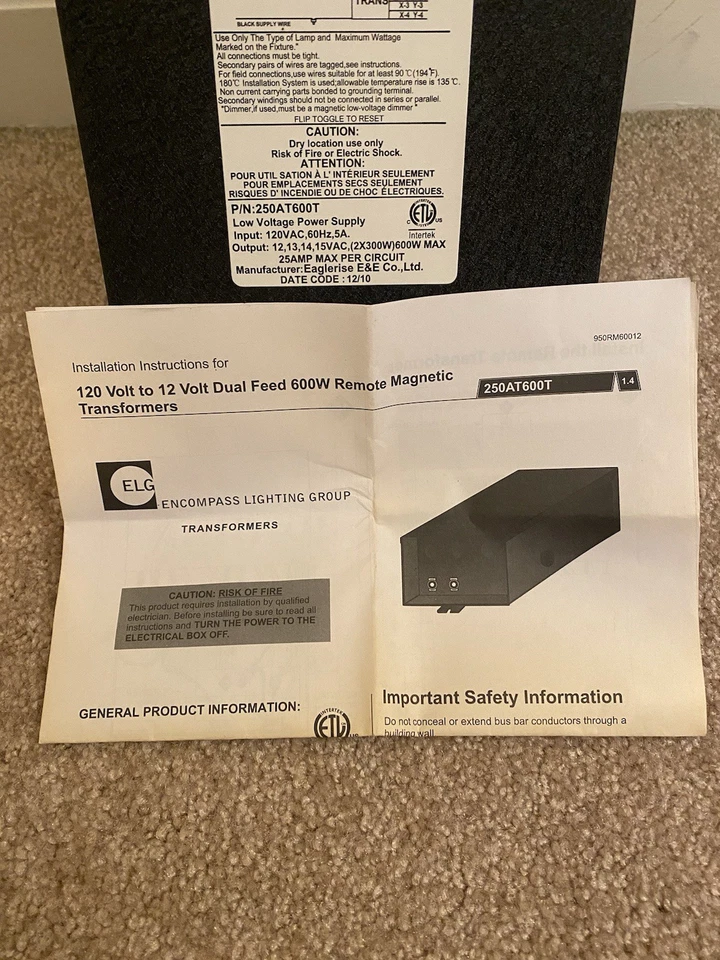 TRANS
X-3 Y-3
X-4 Y-4
BLACK SUPPLY WIRE
Use Only The Type of Lamp and Maximum Wattage
Marked on the Fixture."
All connections must be tight.
Secondary pairs of wires are tagged,see instructions.
For field connections,use wires suitable for at least 90℃(194℉).
180℃ Installation System is used;allowable temperature rise is 135℃.
Non current carrying parts bonded to grounding terminal.
Secondary windings should not be connected in series or parallel.
"Dimmer,if used,must be a magnetic low-voltage dimmer"
FLIP TOGGLE TO RESET
CAUTION:
Dry location use only
Risk of Fire or Electric Shock.
ATTENTION:
POUR UTIL SATION À L' INTÉRIEUR SEULEMENT
POUR EMPLACEMENTS SECS SEULEMENT
RISQUES D' INCENDIE OU DE CHOC ÉLECTRIQUES.
P/N:250AT600T
Low Voltage Power Supply
Input: 120VAC,60Hz,5A.
Output: 12,13,14,15VAC,(2X300W)600W MAX
25AMP MAX PER CIRCUIT
Manufacturer:Eaglerise E&E Co.,Ltd.
DATE CODE : 12/10
INTERTEK
C ETL US
Intertek
950RM60012
Installation Instructions for
120 Volt to 12 Volt Dual Feed 600W Remote Magnetic
Transformers
250AT600T
1.4
ELG
ENCOMPASS LIGHTING GROUP
TRANSFORMERS
CAUTION: RISK OF FIRE
This product requires installation by qualified
electrician. Before installing be sure to read all
instructions and TURN THE POWER TO THE
ELECTRICAL BOX OFF.
GENERAL PRODUCT INFORMATION:
INTERTEK
ETL
US
Important Safety Information
Do not conceal or extend bus bar conductors through a
building wall